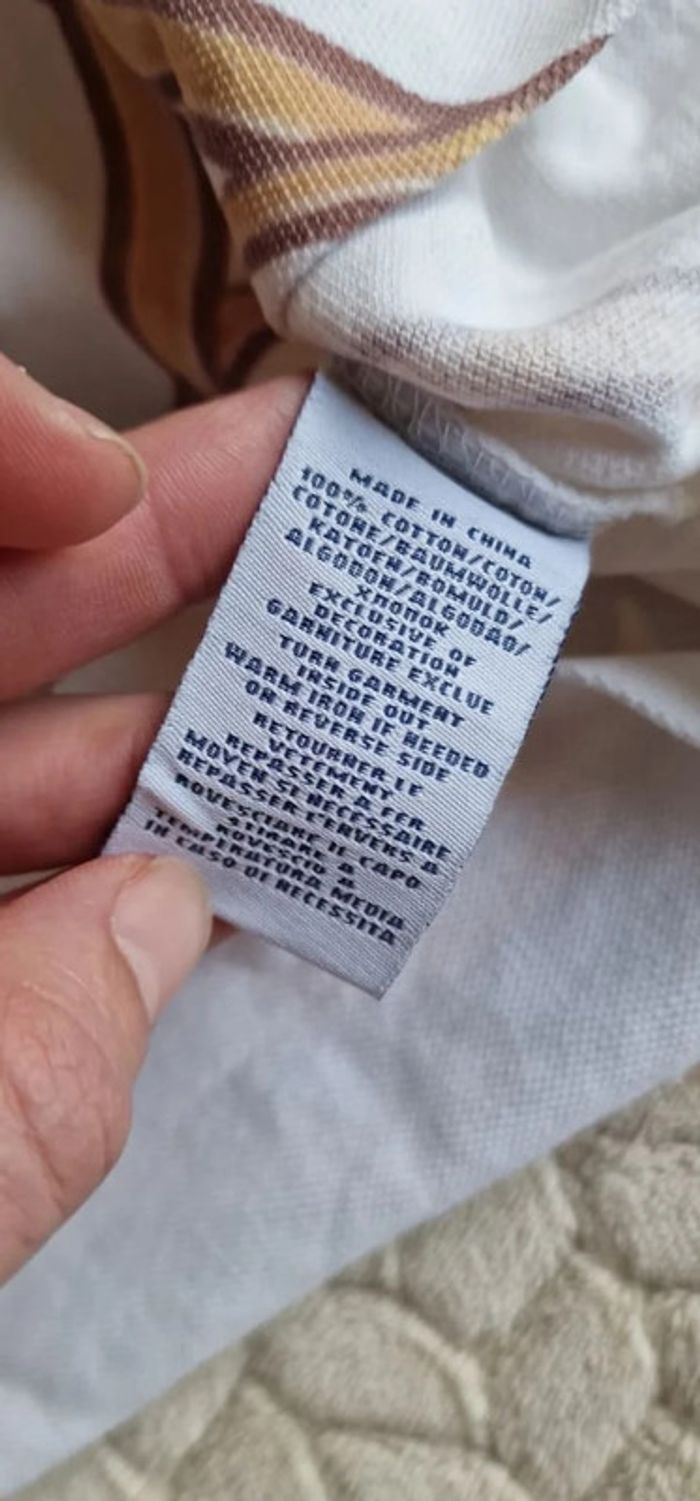 MADE IN CHINA
100% COTTON/COTON/
COTONE/BAUMWOLLE/
KATOEN/BOMULD/
ALGODON/ALGODAO/
ХЛОПОК
EXCLUSIVE OF
DECORATION
GARNITURE EXCLUE
TURN GARMENT
INSIDE OUT
WARM IRON IF NEEDED
ON REVERSE SIDE
RETOURNER LE
VETEMENT
REPASSER A FER
MOYEN SI NECESSAIRE
REPASSER L'ENVERS A
ROVESCIARE IL CAPO
STIRARE A
ROVESCIO A
TEMPERATURA MEDIA
IN CASO DI NECESSITA